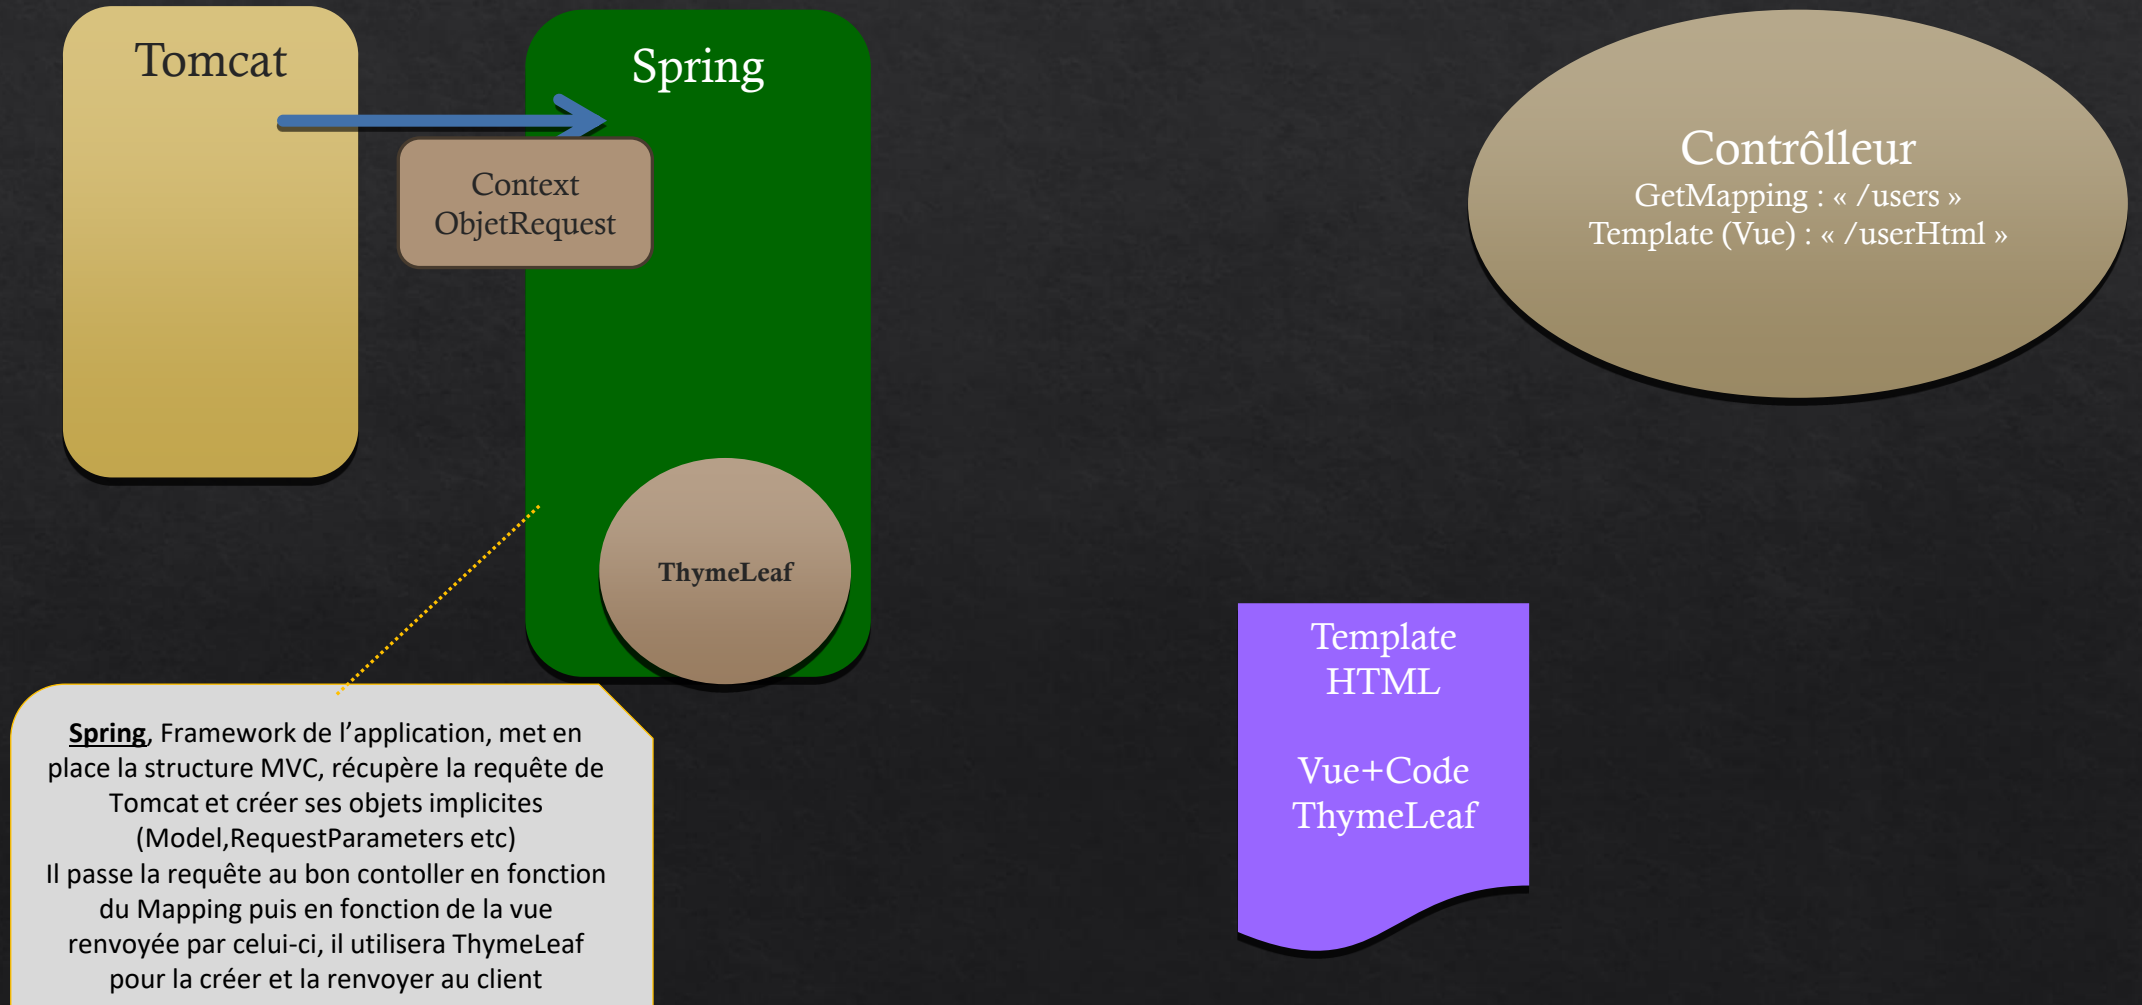 Tomcat
Spring
Context
ObjetRequest
Contrôlleur
GetMapping : « /users »
Template (Vue) : « /userHtml »
ThymeLeaf
Template
HTML
Vue+Code
ThymeLeaf
Spring, Framework de l’application, met en
place la structure MVC, récupère la requête de
Tomcat et créer ses objets implicites
(Model,RequestParameters etc)
Il passe la requête au bon contoller en fonction
du Mapping puis en fonction de la vue
renvoyée par celui-ci, il utilisera ThymeLeaf
pour la créer et la renvoyer au client